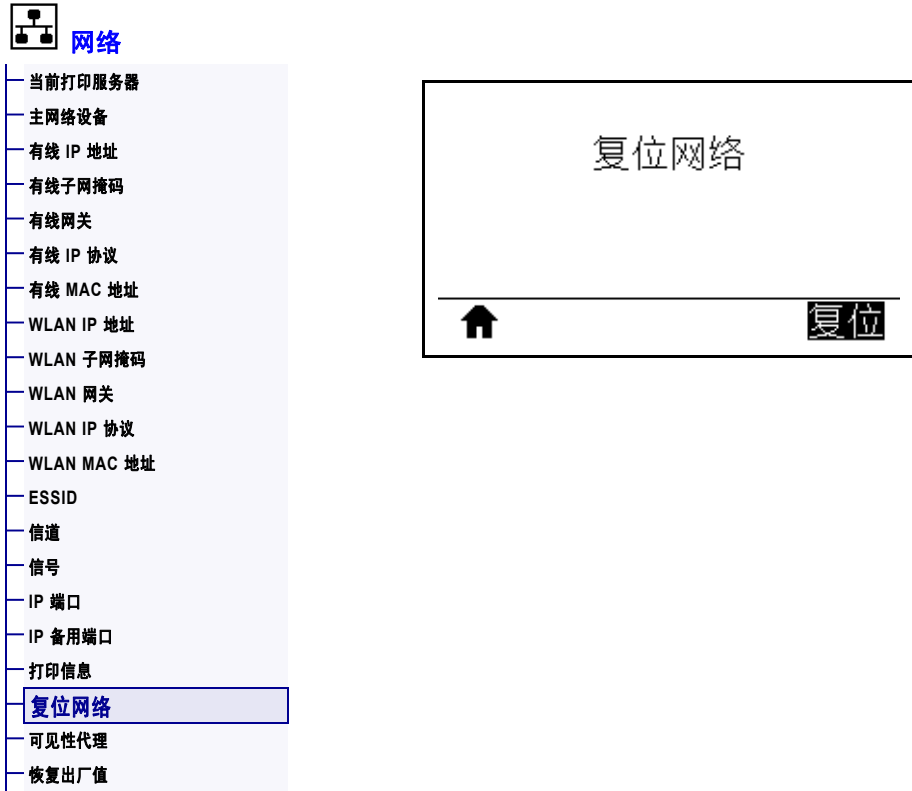 网络
当前打印服务器
主网络设备
有线 IP 地址
有线子网掩码
有线网关
有线 IP 协议
有线 MAC 地址
WLAN IP 地址
WLAN 子网掩码
WLAN 网关
WLAN IP 协议
WLAN MAC 地址
ESSID
信道
信号
IP 端口
IP 备用端口
打印信息
复位网络
可见性代理
恢复出厂值
复位网络
复位